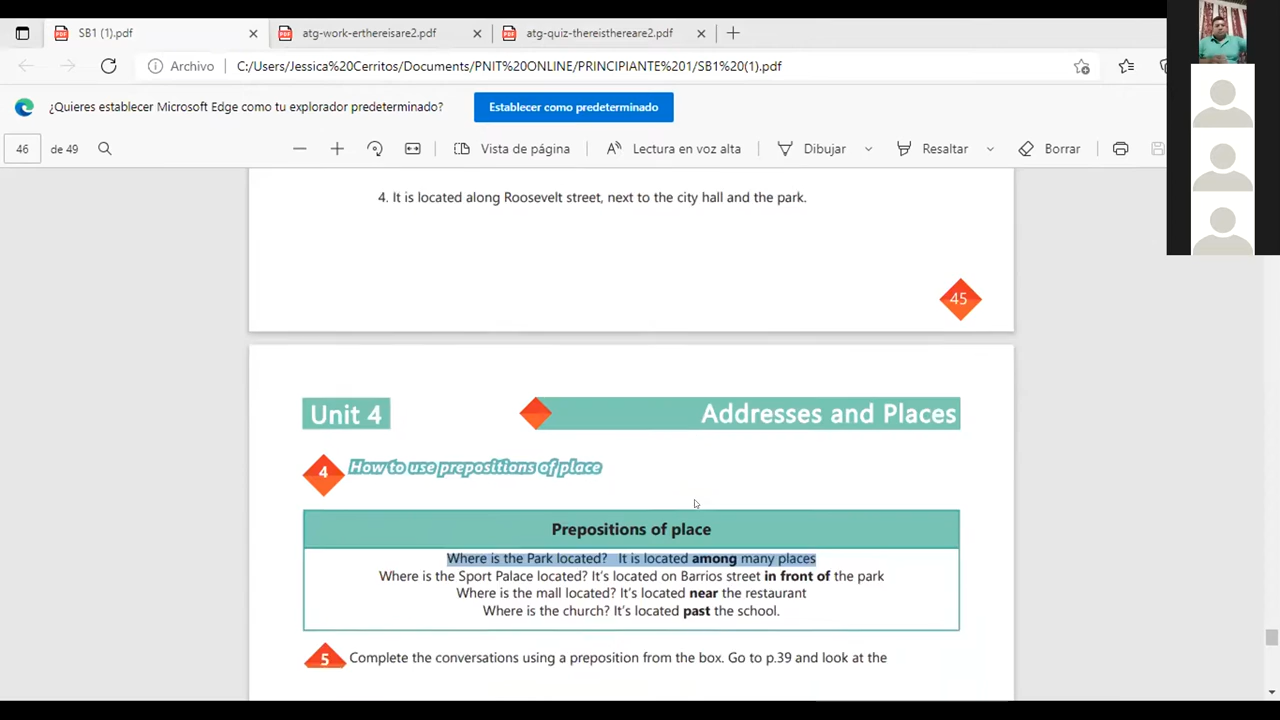 SB1 (1).pdf
atg-work-erthereisare2.pdf
atg-quiz-thereisthereare2.pdf
Archivo
C:/Users/Jessica%20Cerritos/Documents/PNIT%20ONLINE/PRINCIPIANTE%201/SB1%20(1).pdf
¿Quieres establecer Microsoft Edge como tu explorador predeterminado?
Establecer como predeterminado
46 de 49
Vista de página
Lectura en voz alta
Dibujar
Resaltar
Borrar
4. It is located along Roosevelt street, next to the city hall and the park.
45
Unit 4
Addresses and Places
4 How to use prepositions of place
Prepositions of place
Where is the Park located? It is located among many places
Where is the Sport Palace located? It's located on Barrios street in front of the park
Where is the mall located? It's located near the restaurant
Where is the church? It's located past the school.
5 Complete the conversations using a preposition from the box. Go to p.39 and look at the